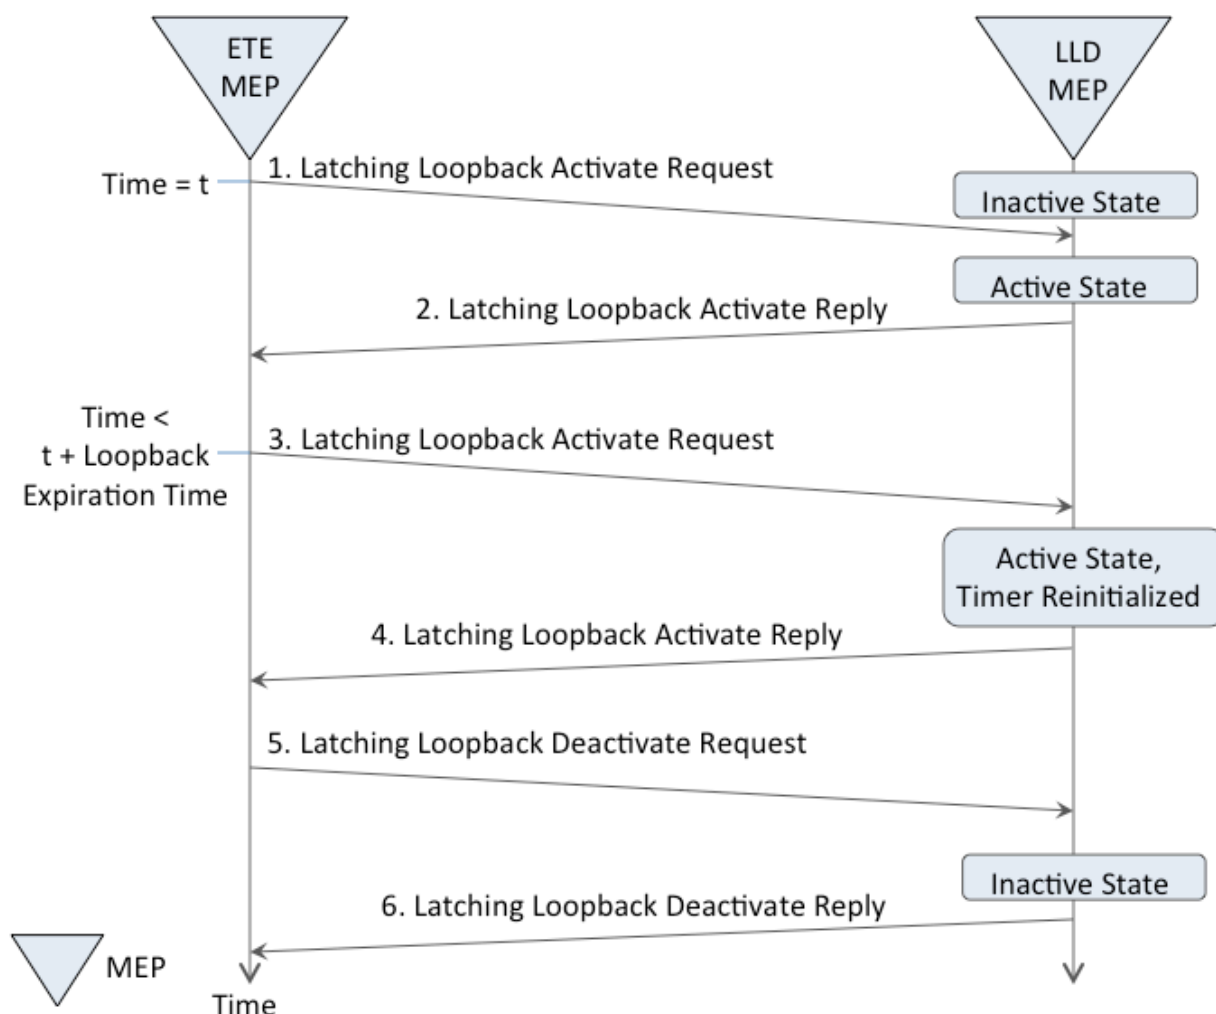 ETE
MEP
LLD
MEP
1. Latching Loopback Activate Request
Time = t
Inactive State
Active State
2. Latching Loopback Activate Reply
Time <
t + Loopback
Expiration Time
3. Latching Loopback Activate Request
Active State,
Timer Reinitialized
4. Latching Loopback Activate Reply
5. Latching Loopback Deactivate Request
Inactive State
6. Latching Loopback Deactivate Reply
MEP
Time